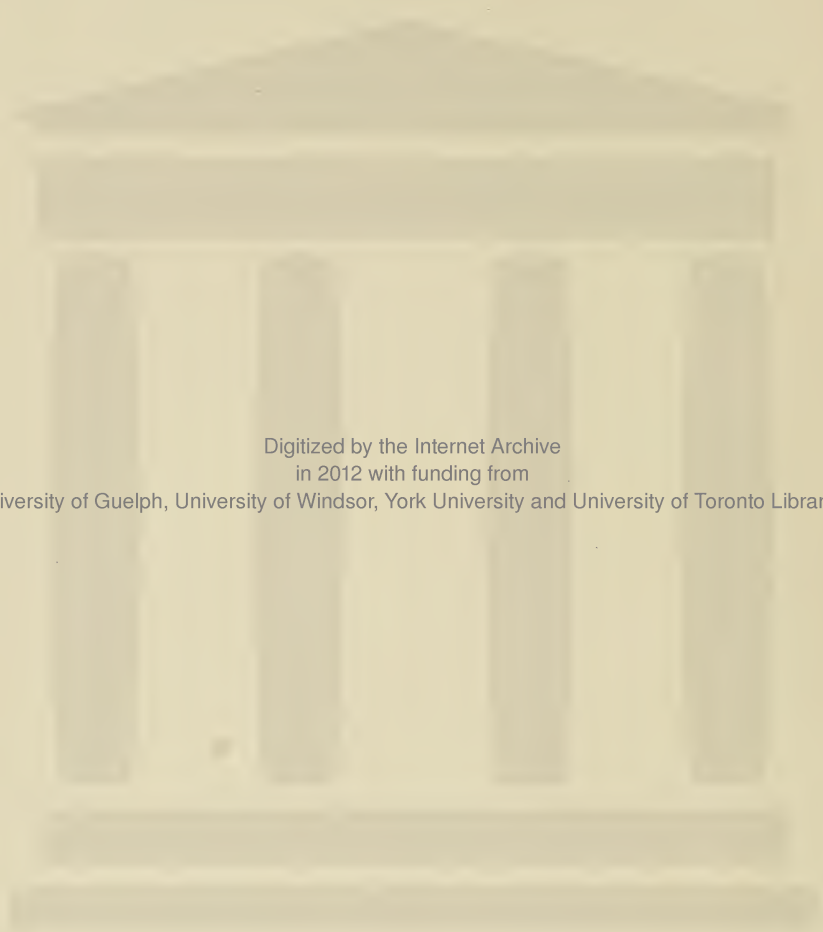 Digitized by the Internet Archive
in 2012 with funding from
iversity of Guelph, University of Windsor, York University and University of Toronto Librar